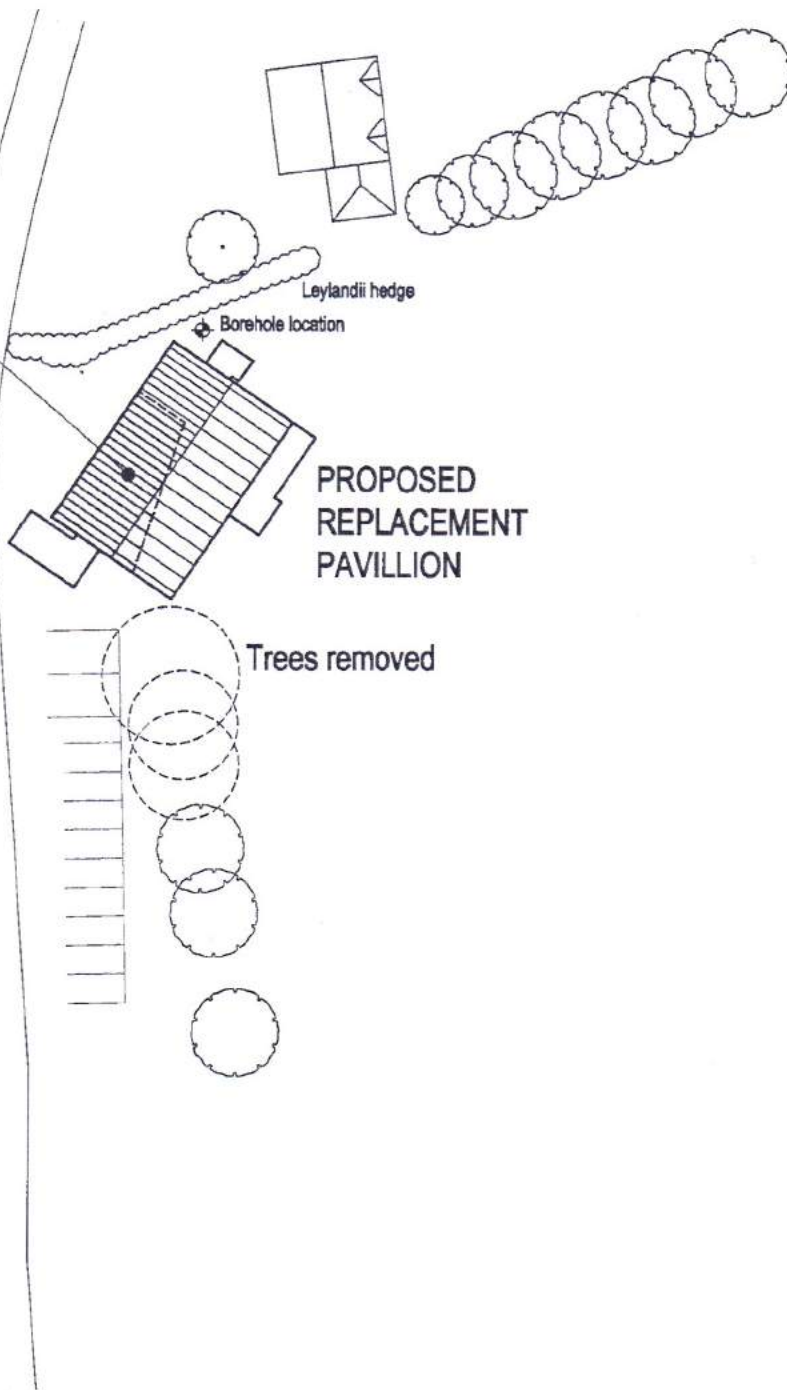 Leylandii hedge
Borehole location
PROPOSED
REPLACEMENT
PAVILLION
Trees removed